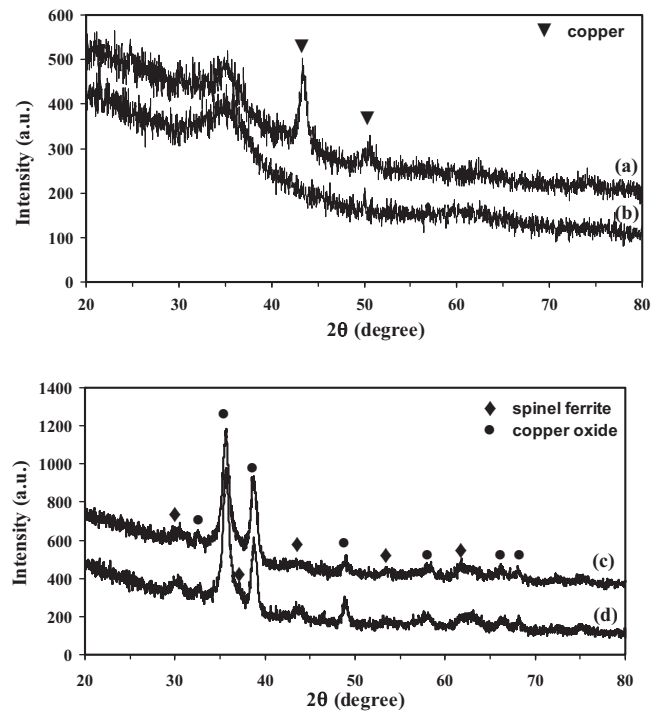 600
500
400
300
200
100
0
Intensity (a.u.)
copper
(a)
(b)
20 30 40 50 60 70 80
2θ (degree)
1400
1200
1000
800
600
400
200
0
Intensity (a.u.)
spinel ferrite
copper oxide
(c)
(d)
20 30 40 50 60 70 80
2θ (degree)